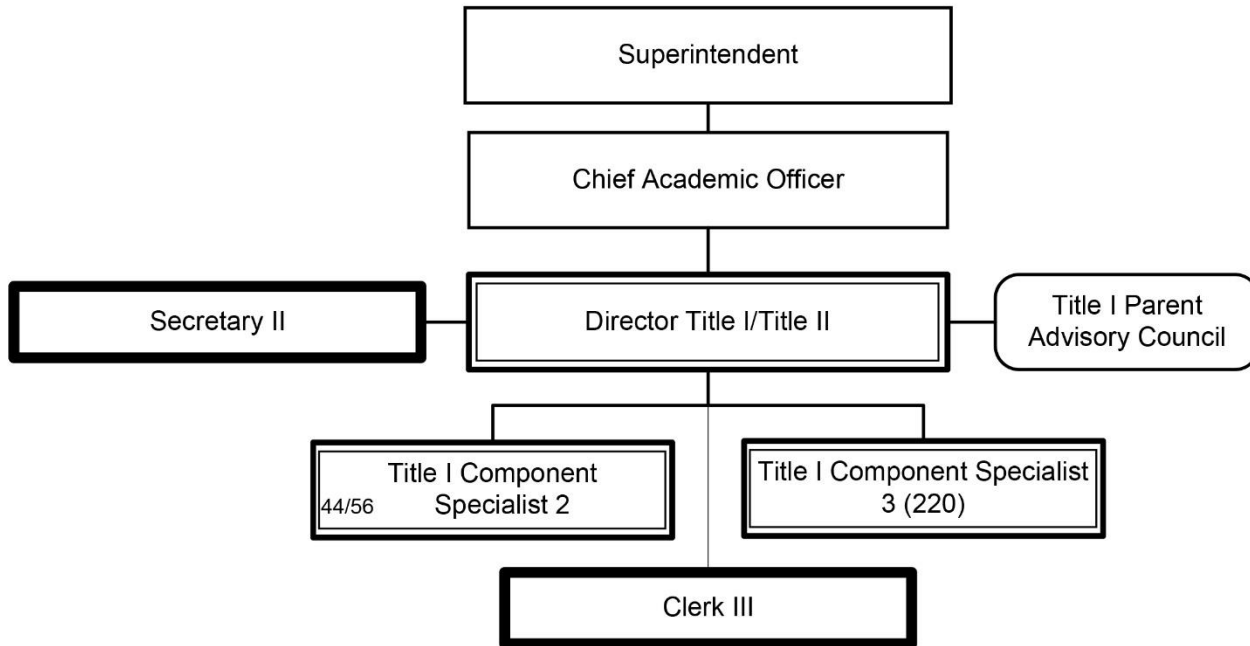 Superintendent
Chief Academic Officer
Secretary II
Director Title I/Title II
Title I Parent
Advisory Council
Title I Component
44/56 Specialist 2
Title I Component Specialist
3 (220)
Clerk III